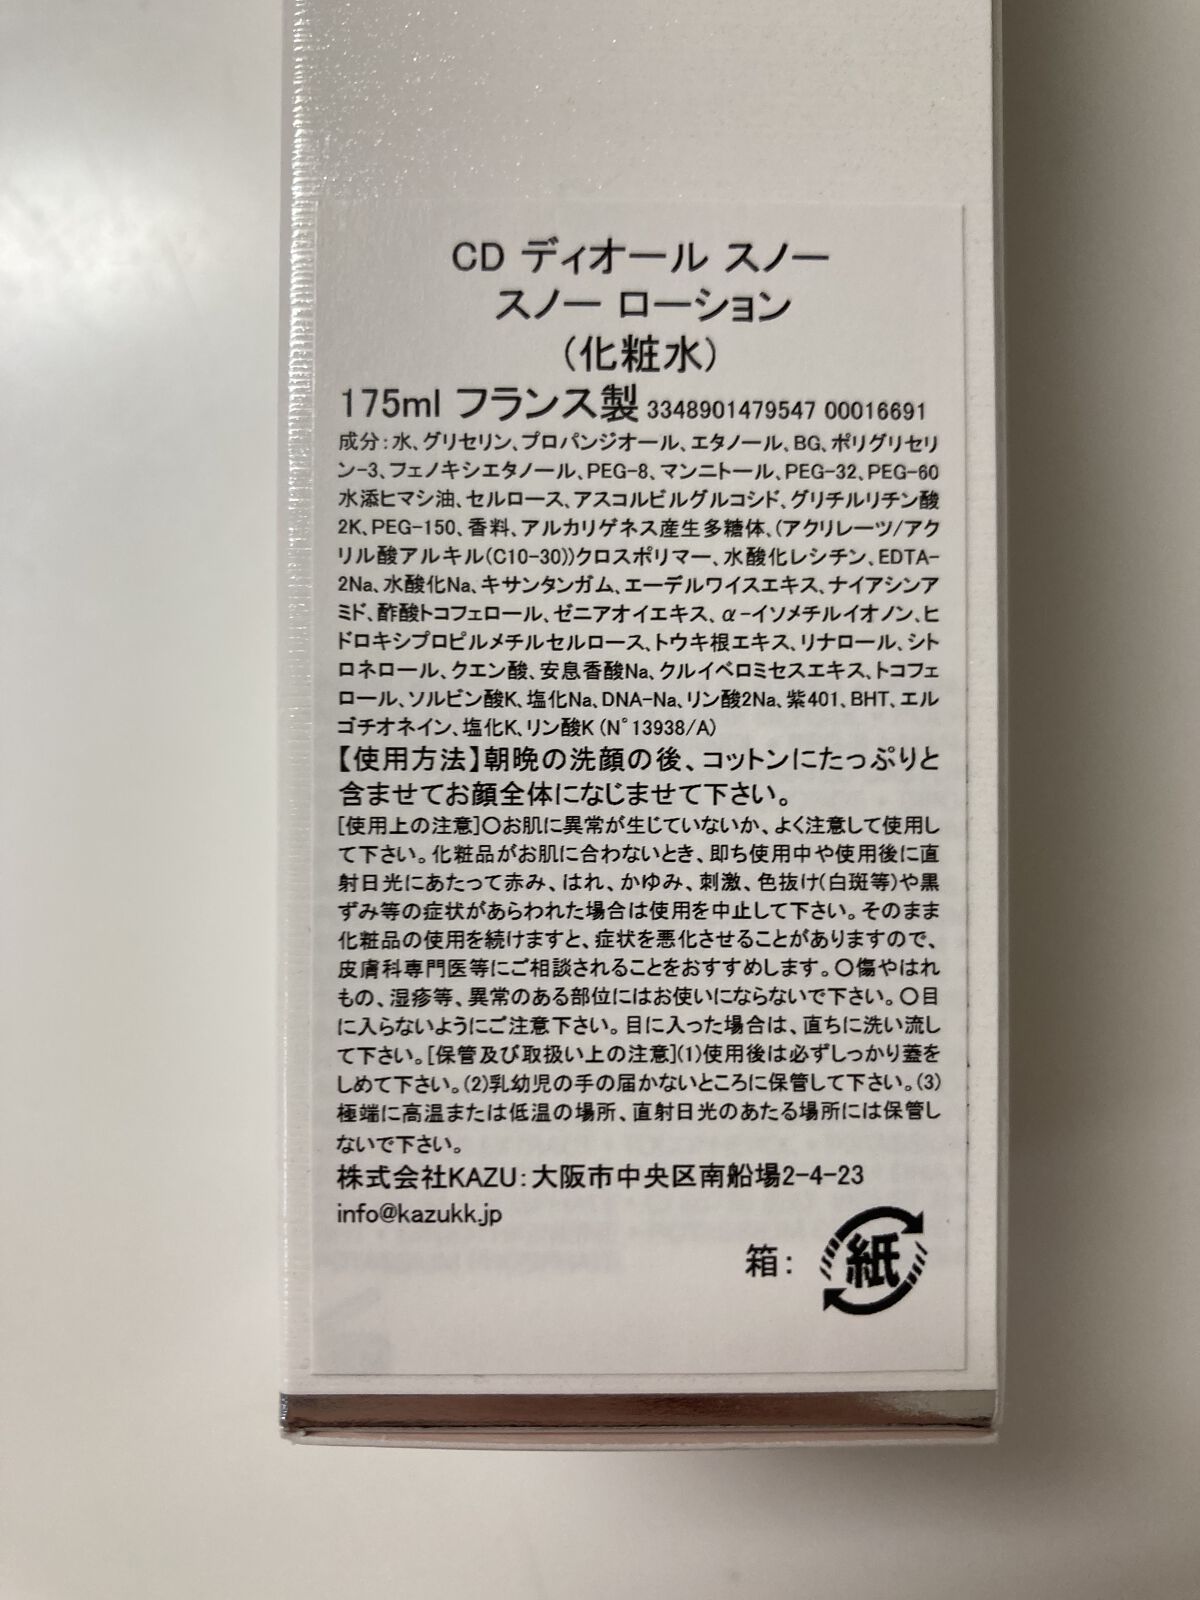 CD ディオール スノー
スノー ローション
(化粧水)
175ml フランス製 3348901479547 00016691
成分:水、グリセリン、プロパンジオール、エタノール、BG、ポリグリセリ
ン-3、フェノキシエタノール、PEG-8、マンニトール、PEG-32、PEG-60
水添ヒマシ油、セルロース、アスコルビルグルコシド、グリチルリチン酸
2K、PEG-150、香料、アルカリゲネス産生多糖体、(アクリレーツ/アク
リル酸アルキル(C10-30))クロスポリマー、水酸化レシチン、EDTA-
2Na、水酸化Na、キサンタンガム、エーデルワイスエキス、ナイアシンア
ミド、酢酸トコフェロール、ゼニアオイエキス、α-イソメチルイオノン、ヒ
ドロキシプロピルメチルセルロース、トウキ根エキス、リナロール、シト
ロネロール、クエン酸、安息香酸Na、クルイベロミセスエキス、トコフェ
ロール、ソルビン酸K、塩化Na、DNA-Na、リン酸2Na、紫401、BHT、エル
ゴチオネイン、塩化K、リン酸K (N°13938/A)
【使用方法】朝晩の洗顔の後、コットンにたっぷりと
含ませてお顔全体になじませて下さい。
[使用上の注意]〇お肌に異常が生じていないか、よく注意して使用し
て下さい。化粧品がお肌に合わないとき、即ち使用中や使用後に直
射日光にあたって赤み、はれ、かゆみ、刺激、色抜け(白斑等)や黒
ずみ等の症状があらわれた場合は使用を中止して下さい。そのまま
化粧品の使用を続けますと、症状を悪化させることがありますので、
皮膚科専門医等にご相談されることをおすすめします。〇傷やはれ
もの、湿疹等、異常のある部位にはお使いにならないで下さい。〇目
に入らないようにご注意下さい。目に入った場合は、直ちに洗い流し
て下さい。[保管及び取扱い上の注意](1)使用後は必ずしっかり蓋を
しめて下さい。(2)乳幼児の手の届かないところに保管して下さい。(3)
極端に高温または低温の場所、直射日光のあたる場所には保管し
ないで下さい。
株式会社KAZU:大阪市中央区南船場2-4-23
info@kazukk.jp
箱: 紙